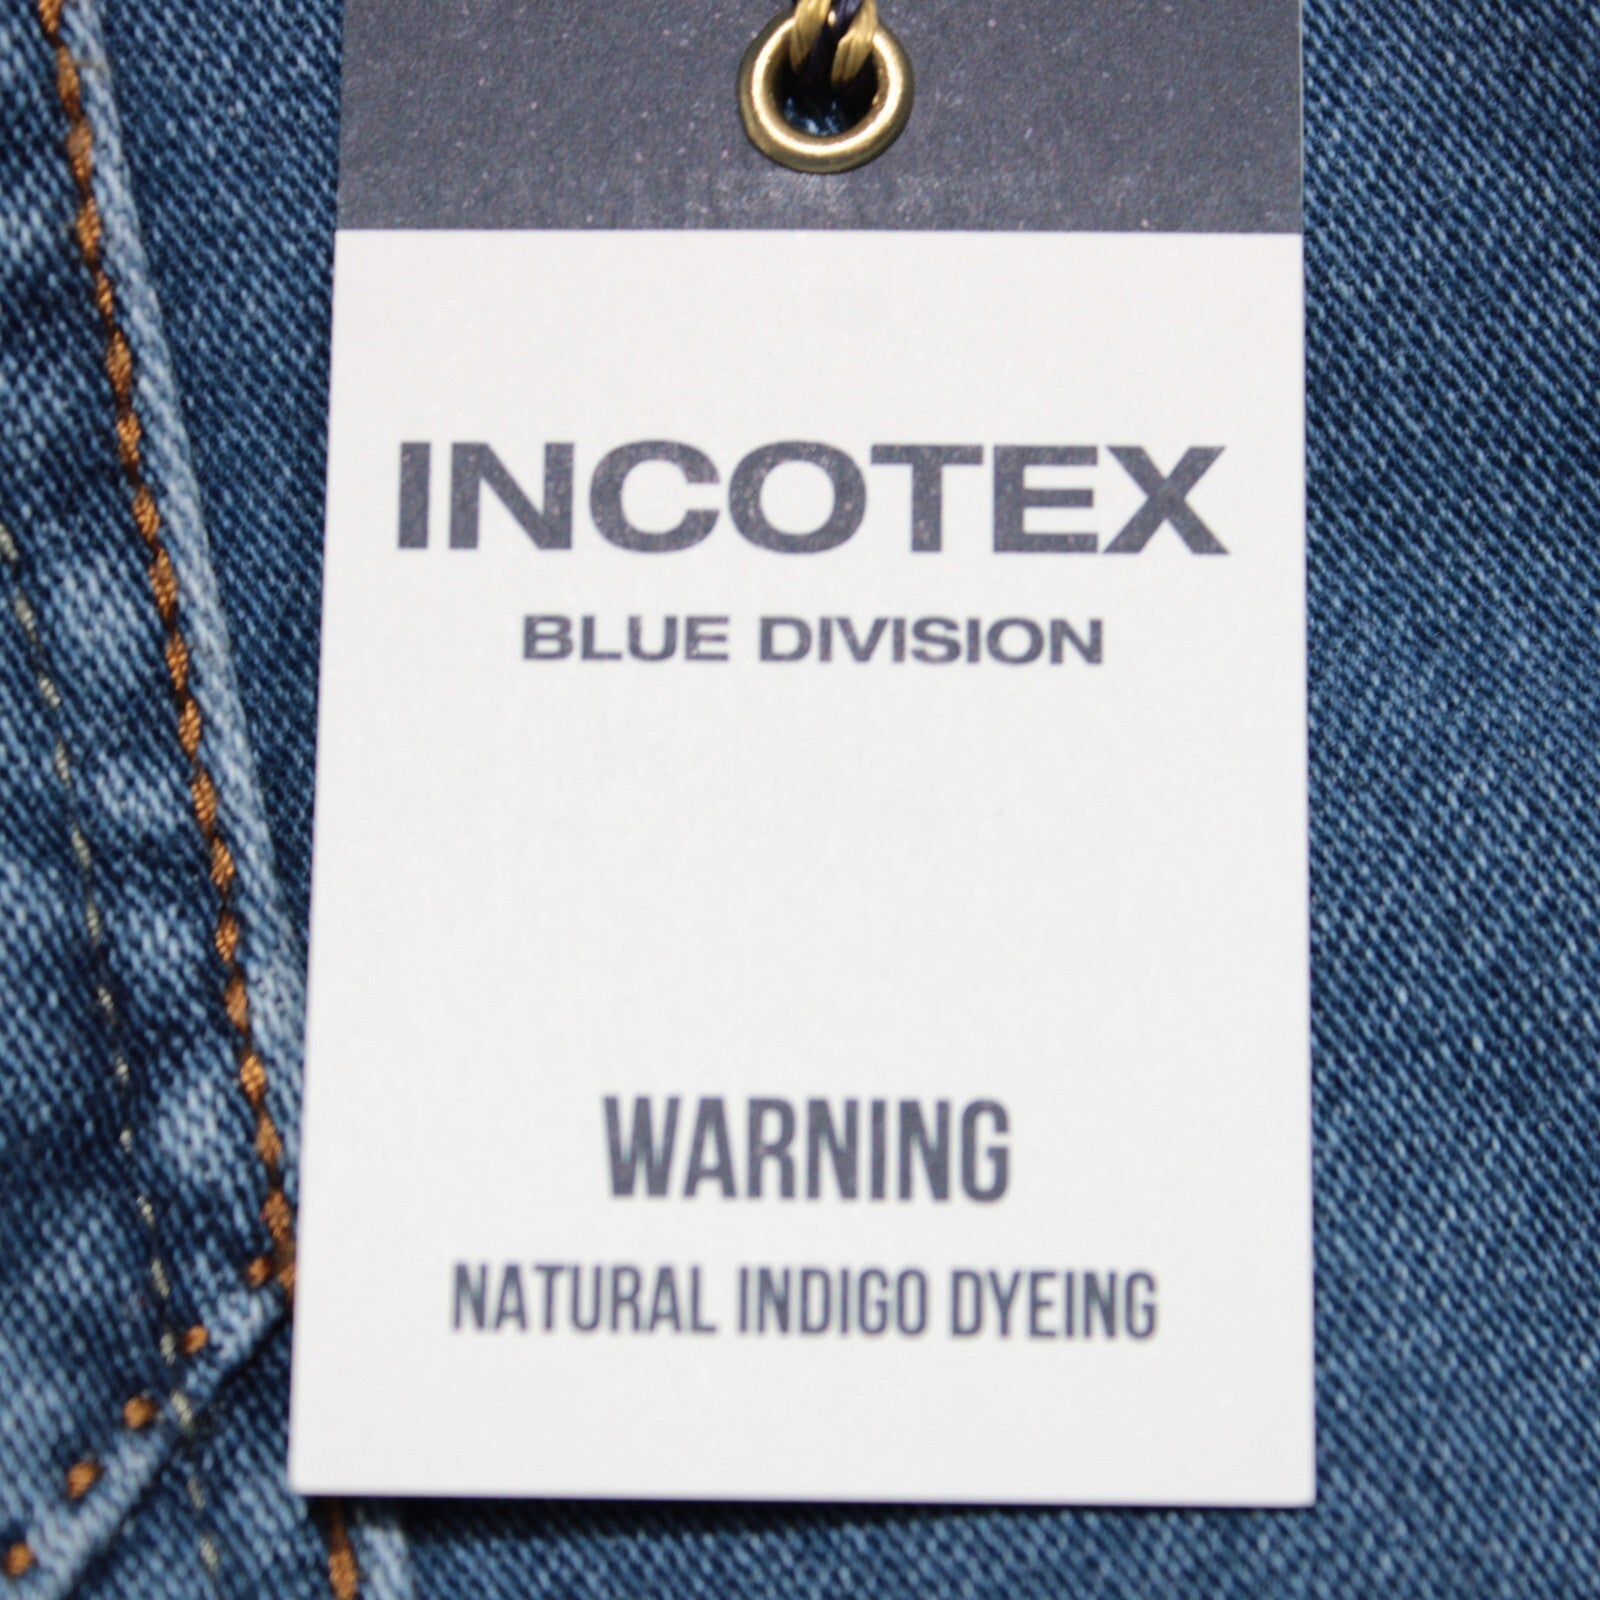 INCOTEX
BLUE DIVISION
WARNING
NATURAL INDIGO DYEING